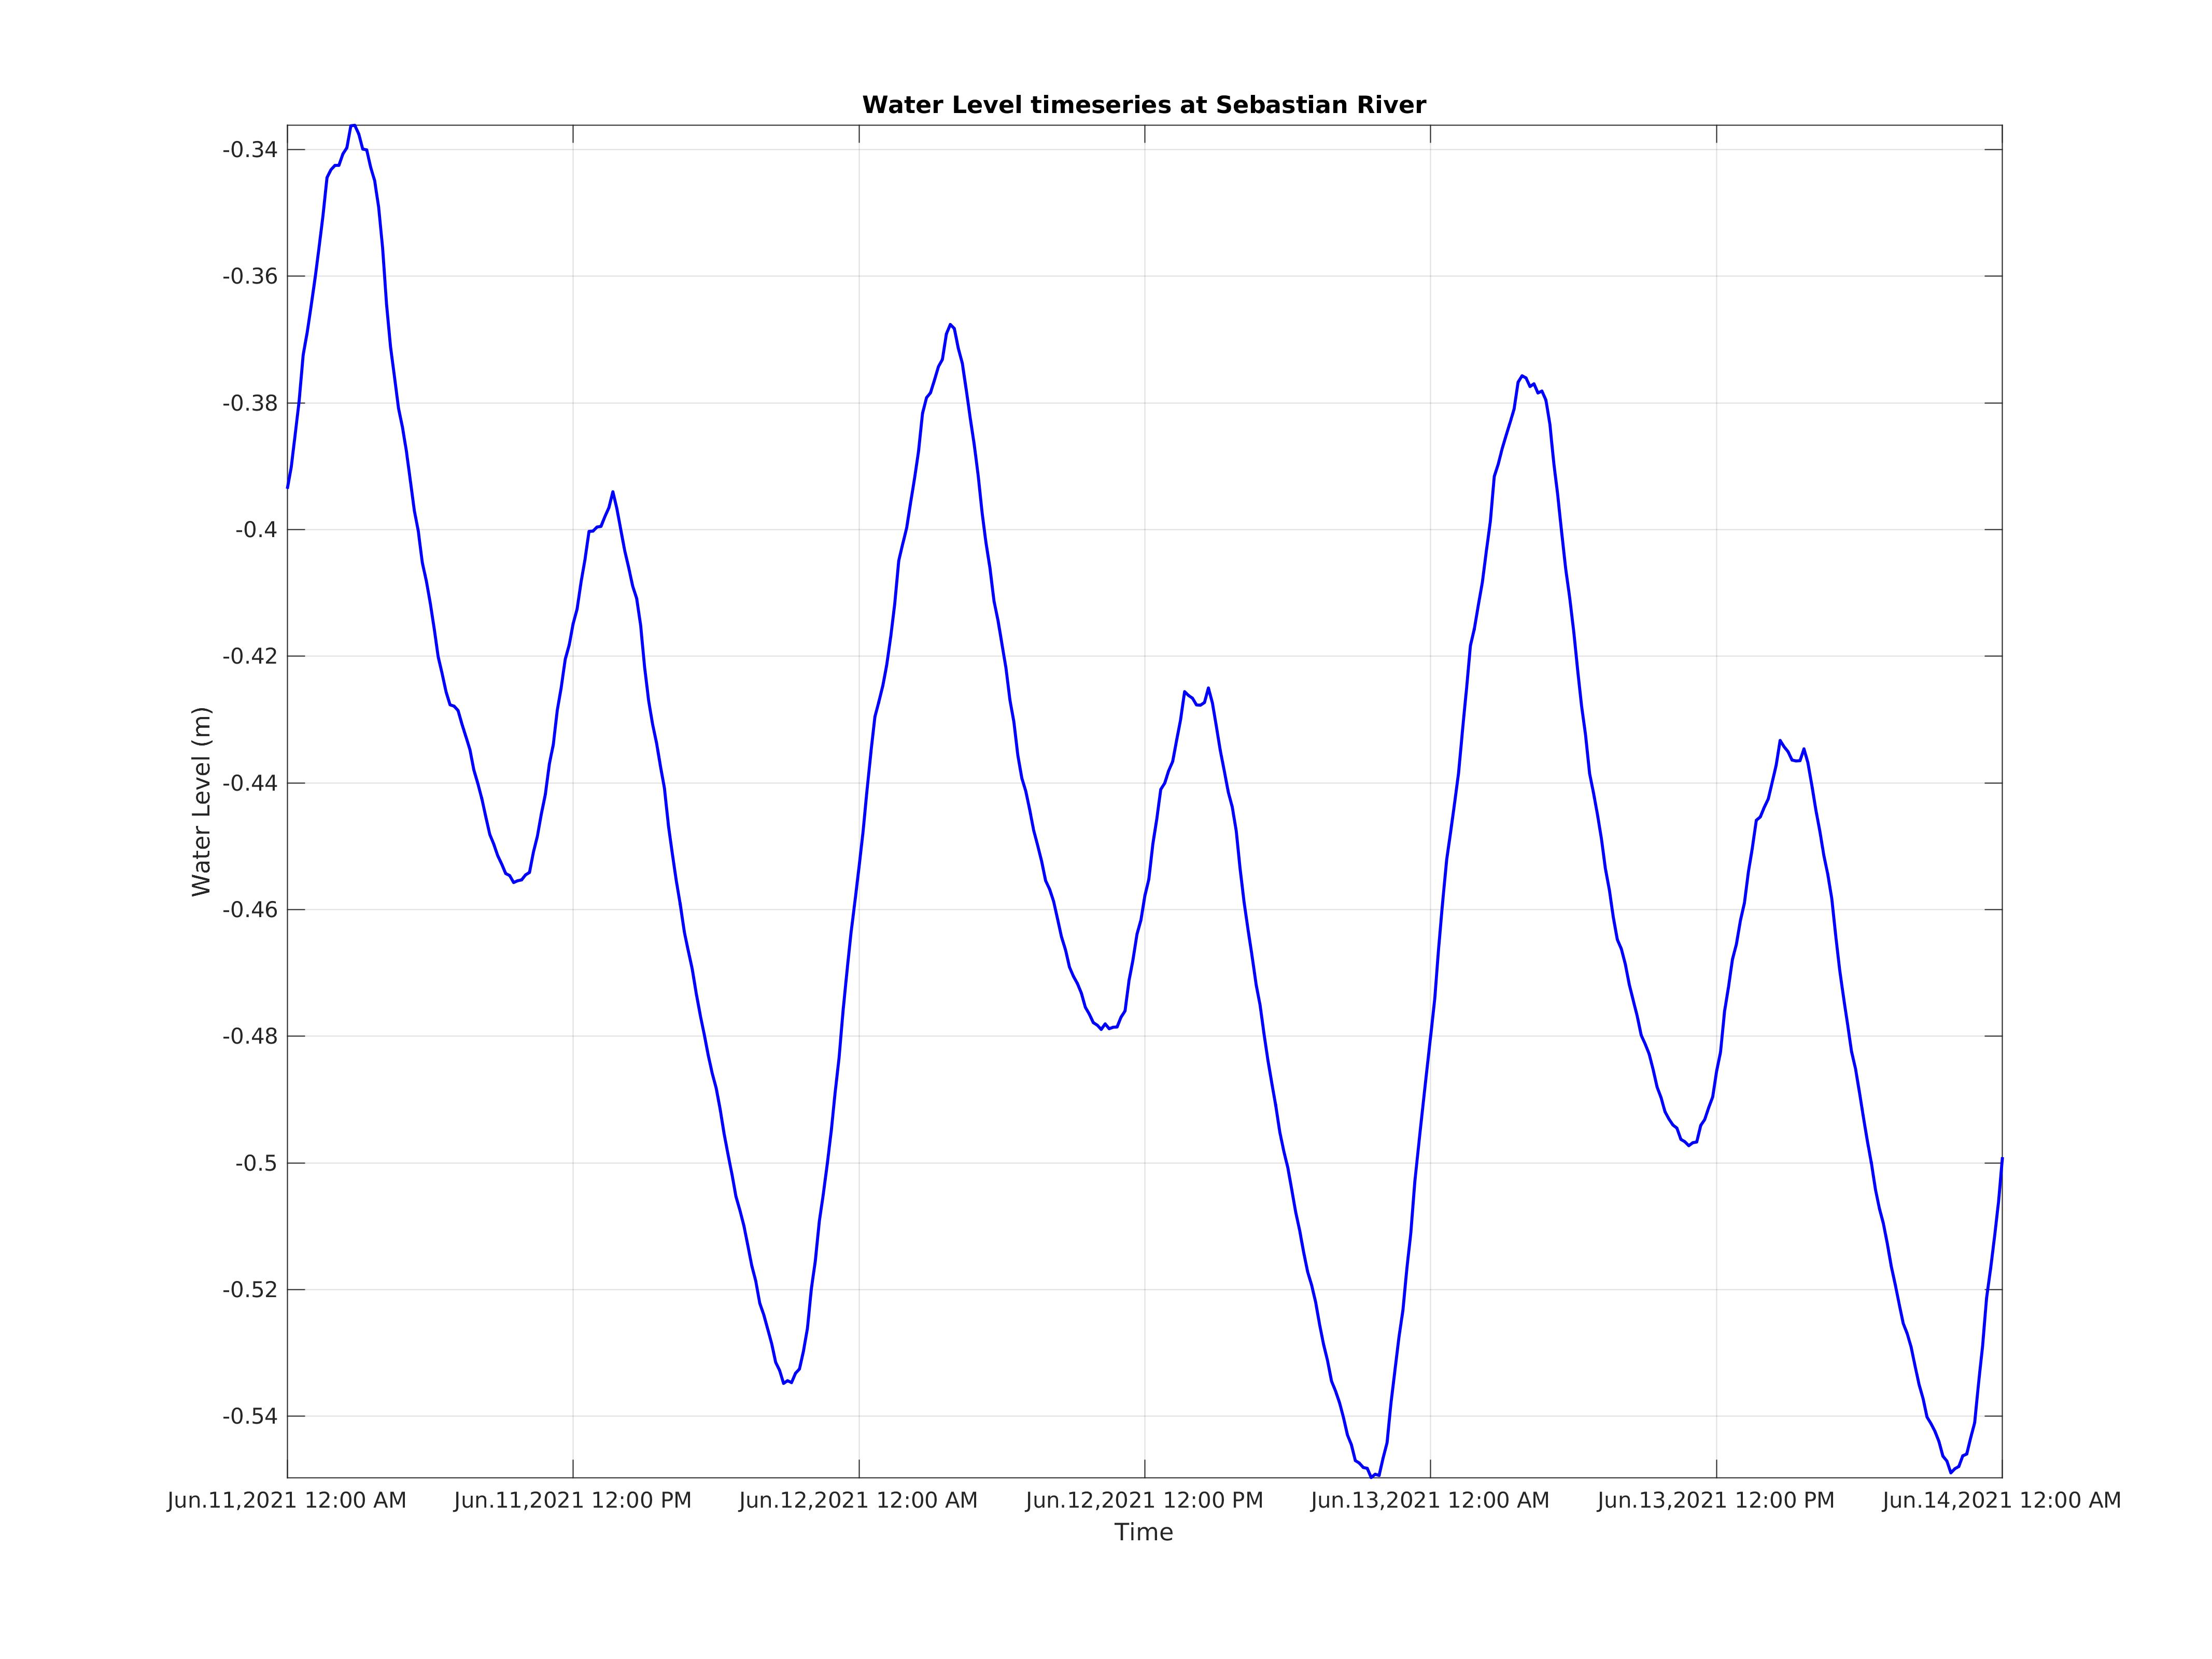 Water Level timeseries at Sebastian River
-0.34
-0.36
-0.38
-0.4
-0.42
-0.44
-0.46
-0.48
-0.5
-0.52
-0.54
Water Level (m)
Jun.11,2021 12:00 AM
Jun.11,2021 12:00 PM
Jun.12,2021 12:00 AM
Jun.12,2021 12:00 PM
Jun.13,2021 12:00 AM
Jun.13,2021 12:00 PM
Jun.14,2021 12:00 AM
Time